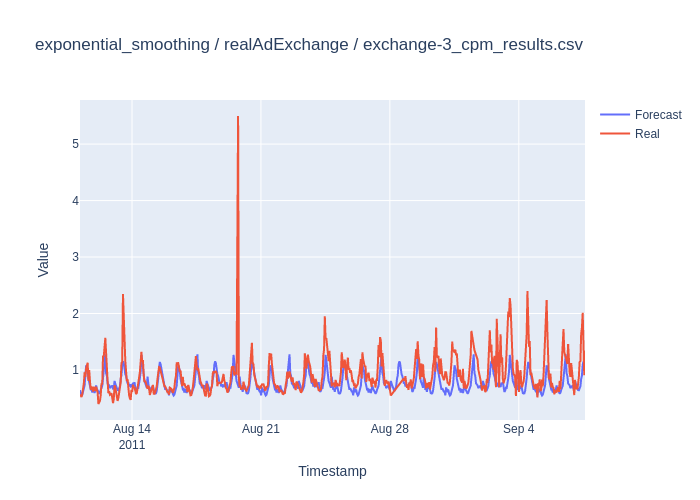 exponential_smoothing / realAdExchange / exchange-3_cpm_results.csv
Forecast
Real
5
4
3
2
1
Value
Aug 14
2011
Aug 21
Aug 28
Sep 4
Timestamp